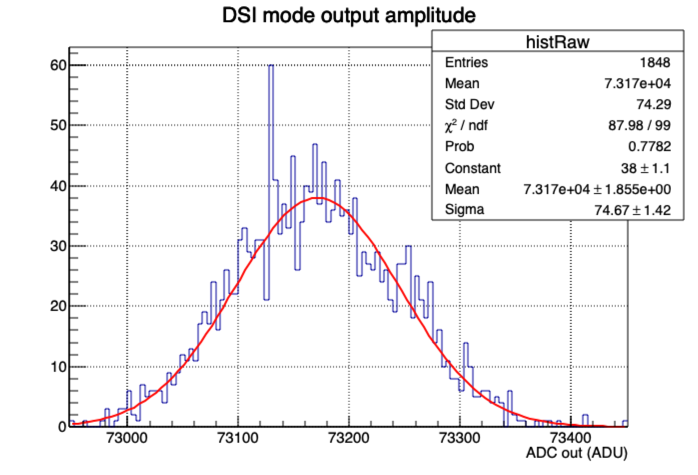 DSI mode output amplitude
histRaw
Entries 1848
Mean 7.317e+04
Std Dev 74.29
χ² / ndf 87.98 / 99
Prob 0.7782
Constant 38 ± 1.1
Mean 7.317e+04 ± 1.855e+00
Sigma 74.67 ± 1.42
60
50
40
30
20
10
0
73000 73100 73200 73300 73400
ADC out (ADU)